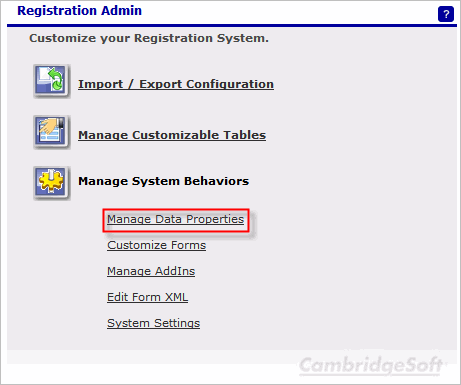 Registration Admin
?
Customize your Registration System.
Import / Export Configuration
Manage Customizable Tables
Manage System Behaviors
Manage Data Properties
Customize Forms
Manage AddIns
Edit Form XML
System Settings
CambridgeSoft